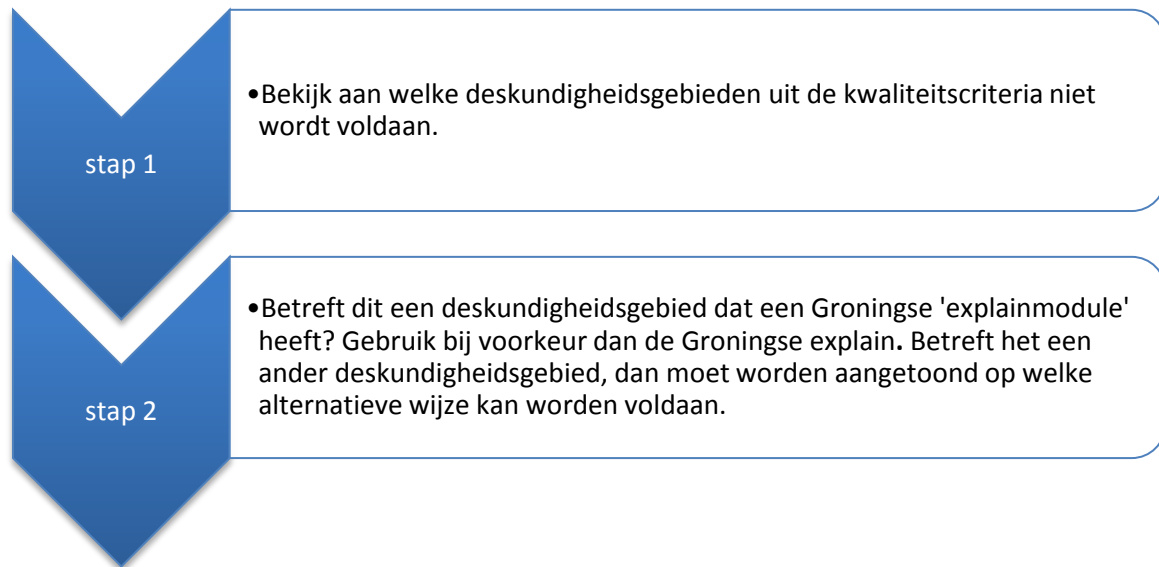 stap 1
•Bekijk aan welke deskundigheidsgebieden uit de kwaliteitscriteria niet
wordt voldaan.
stap 2
•Betreft dit een deskundigheidsgebied dat een Groningse 'explainmodule'
heeft? Gebruik bij voorkeur dan de Groningse explain. Betreft het een
ander deskundigheidsgebied, dan moet worden aangetoond op welke
alternatieve wijze kan worden voldaan.